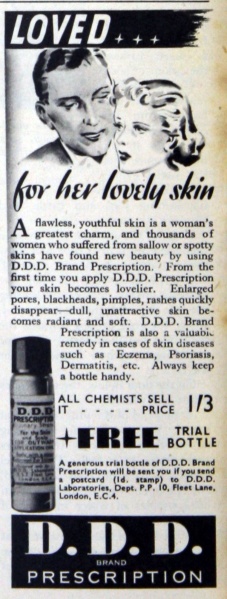 LOVED...
for her lovely skin
A flawless, youthful skin is a woman's
greatest charm, and thousands of
women who suffered from sallow or spotty
skins have found new beauty by using
D.D.D. Brand Prescription. From the
first time you apply D.D.D. Prescription
your skin becomes lovelier. Enlarged
pores, blackheads, pimples, rashes quickly
disappear—dull, unattractive skin be-
comes radiant and soft. D.D.D. Brand
Prescription is also a valuable
remedy in cases of skin diseases
such as Eczema, Psoriasis,
Dermatitis, etc. Always keep
a bottle handy.
ALL CHEMISTS SELL
IT - - - - PRICE 1/3
FREE TRIAL
BOTTLE
A generous trial bottle of D.D.D. Brand
Prescription will be sent you if you send
a postcard (1d. stamp) to D.D.D.
Laboratories, Dept. P.P. 10, Fleet Lane,
London, E.C.4.
D.D.D.
PRESCRIPTION
for the Skin
and Scalp
D.D.D.
BRAND
PRESCRIPTION